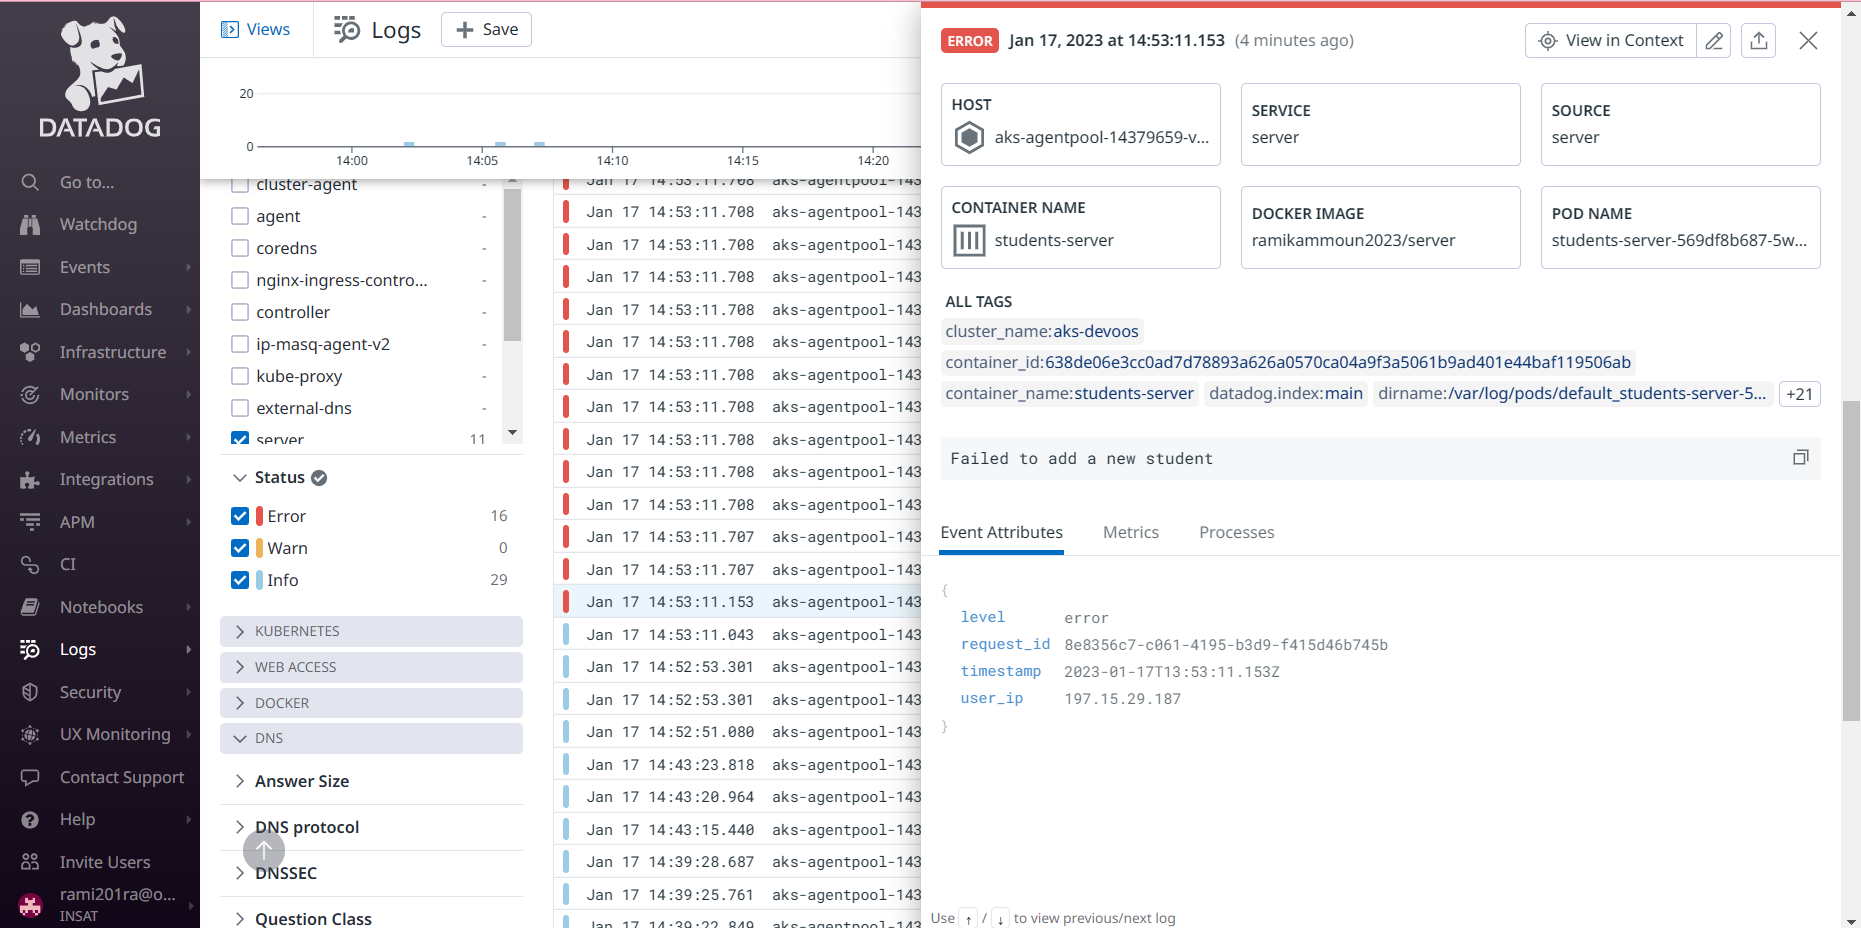 DATADOG
Go to...
Watchdog
Events
Dashboards
Infrastructure
Monitors
Metrics
Integrations
APM
CI
Notebooks
Logs
Security
UX Monitoring
Contact Support
Help
Invite Users
rami201ra@o...
INSAT
Views
Logs
Save
20
0
14:00 14:05 14:10 14:15 14:20
cluster-agent -
agent -
coredns -
nginx-ingress-contro... -
controller -
ip-masq-agent-v2 -
kube-proxy -
external-dns -
server 11
Status
Error 16
Warn 0
Info 29
KUBERNETES
WEB ACCESS
DOCKER
DNS
Answer Size
DNS protocol
DNSSEC
Question Class
Jan 17 14:53:11.708 aks-agentpool-143
Jan 17 14:53:11.708 aks-agentpool-143
Jan 17 14:53:11.708 aks-agentpool-143
Jan 17 14:53:11.708 aks-agentpool-143
Jan 17 14:53:11.708 aks-agentpool-143
Jan 17 14:53:11.708 aks-agentpool-143
Jan 17 14:53:11.708 aks-agentpool-143
Jan 17 14:53:11.708 aks-agentpool-143
Jan 17 14:53:11.708 aks-agentpool-143
Jan 17 14:53:11.708 aks-agentpool-143
Jan 17 14:53:11.708 aks-agentpool-143
Jan 17 14:53:11.707 aks-agentpool-143
Jan 17 14:53:11.707 aks-agentpool-143
Jan 17 14:53:11.153 aks-agentpool-143
Jan 17 14:53:11.043 aks-agentpool-143
Jan 17 14:52:53.301 aks-agentpool-143
Jan 17 14:52:53.301 aks-agentpool-143
Jan 17 14:52:51.080 aks-agentpool-143
Jan 17 14:43:23.818 aks-agentpool-143
Jan 17 14:43:20.964 aks-agentpool-143
Jan 17 14:43:15.440 aks-agentpool-143
Jan 17 14:39:28.687 aks-agentpool-143
Jan 17 14:39:25.761 aks-agentpool-143
Jan 17 14:39:22.849 aks-agentpool-143
ERROR Jan 17, 2023 at 14:53:11.153 (4 minutes ago)
View in Context
HOST
aks-agentpool-14379659-v...
SERVICE
server
SOURCE
server
CONTAINER NAME
students-server
DOCKER IMAGE
ramikammoun2023/server
POD NAME
students-server-569df8b687-5w...
ALL TAGS
cluster_name:aks-devoos
container_id:638de06e3cc0ad7d78893a626a0570ca04a9f3a5061b9ad401e44baf119506ab
container_name:students-server datadog.index:main dirname:/var/log/pods/default_students-server-5... +21
Failed to add a new student
Event Attributes Metrics Processes
{
level error
request_id 8e8356c7-c061-4195-b3d9-f415d46b745b
timestamp 2023-01-17T13:53:11.153Z
user_ip 197.15.29.187
}
Use ↑ / ↓ to view previous/next log